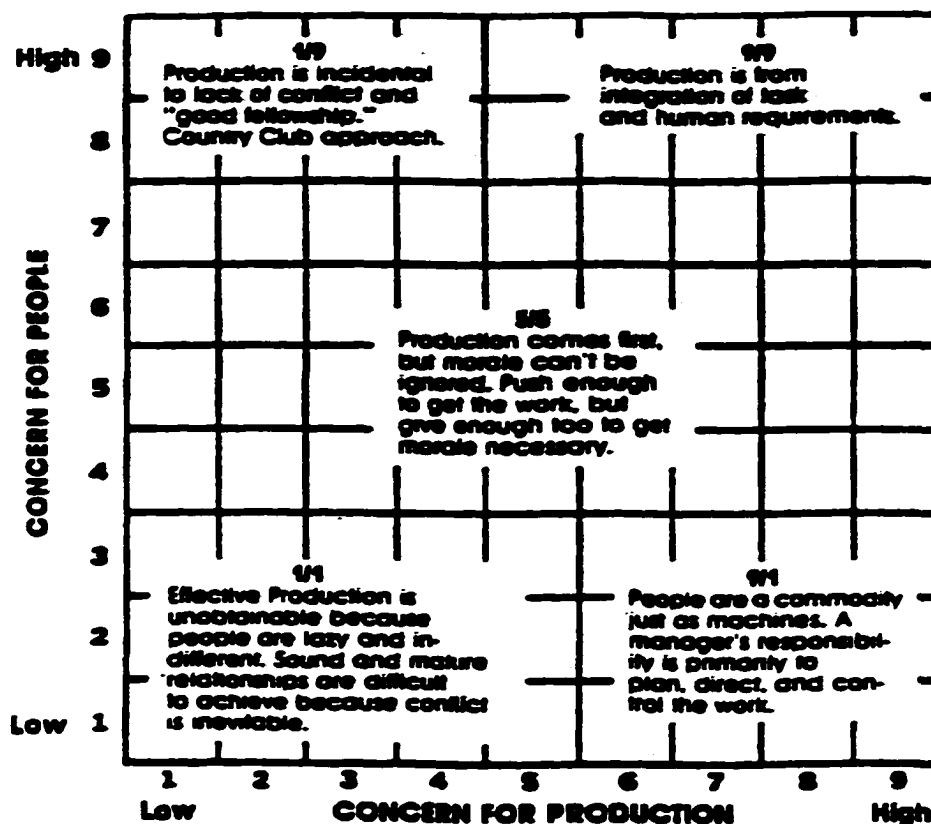 High 9
1/9
Production is incidental
to lack of conflict and
"good fellowship."
Country Club approach.
9/9
Production is from
integration of task
and human requirements.
8
7
6
5
4
3
2
Low 1
CONCERN FOR PEOPLE
5/5
Production comes first,
but morale can't be
ignored. Push enough
to get the work, but
give enough too to get
morale necessary.
1/1
Effective Production is
unobtainable because
people are lazy and in-
different. Sound and mature
relationships are difficult
to achieve because conflict
is inevitable.
9/1
People are a commodity
just as machines. A
manager's responsibil-
ity is primarily to
plan, direct, and con-
trol the work.
1 2 3 4 5 6 7 8 9
Low CONCERN FOR PRODUCTION High